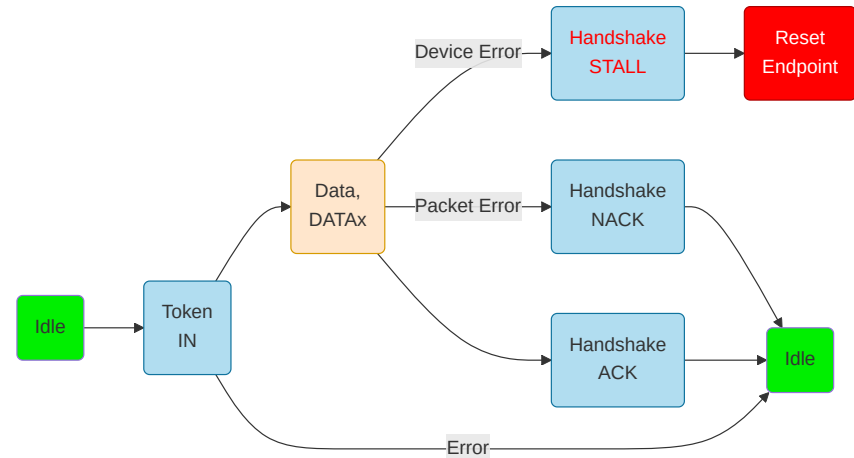 Device Error
Handshake
STALL
Reset
Endpoint
Data,
DATAx
Packet Error
Handshake
NACK
Idle
Token
IN
Handshake
ACK
Idle
Error